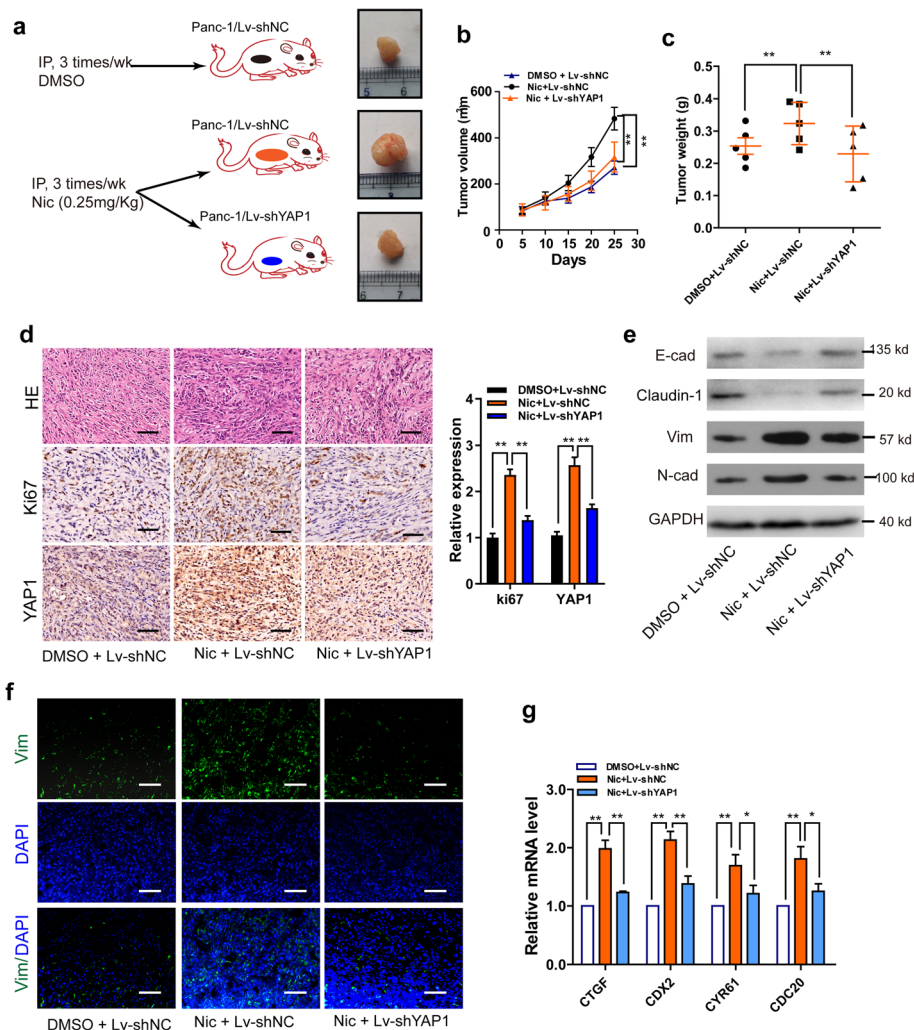 a
Panc-1/Lv-shNC
IP, 3 times/wk
DMSO
5 6
Panc-1/Lv-shNC
IP, 3 times/wk
Nic (0.25mg/Kg)
Panc-1/Lv-shYAP1
6 7
b
DMSO + Lv-shNC
Nic+Lv-shNC
Nic + Lv-shYAP1
Tumor volume (m³m
600
400
200
0 5 10 15 20 25 30
Days
**
**
c
** **
Tumor weight (g)
0.6
0.5
0.4
0.3
0.2
0.1
0.0
DMSO+Lv-shNC
Nic+Lv-shNC
Nic+Lv-shYAP1
d
HE
Ki67
YAP1
DMSO + Lv-shNC Nic + Lv-shNC Nic + Lv-shYAP1
DMSO+Lv-shNC
Nic+Lv-shNC
Nic+Lv-shYAP1
Relative expression
4
3
2
1
0
** ** ** **
ki67 YAP1
e
E-cad 135 kd
Claudin-1 20 kd
Vim 57 kd
N-cad 100 kd
GAPDH 40 kd
DMSO + Lv-shNC
Nic + Lv-shNC
Nic + Lv-shYAP1
f
Vim
DAPI
Vim/DAPI
DMSO + Lv-shNC Nic + Lv-shNC Nic + Lv-shYAP1
g
DMSO+Lv-shNC
Nic+Lv-shNC
Nic+Lv-shYAP1
Relative mRNA level
3.0
2.0
1.0
0.0
** ** ** ** ** * ** *
CTGF
CDX2
CYR61
CDC20